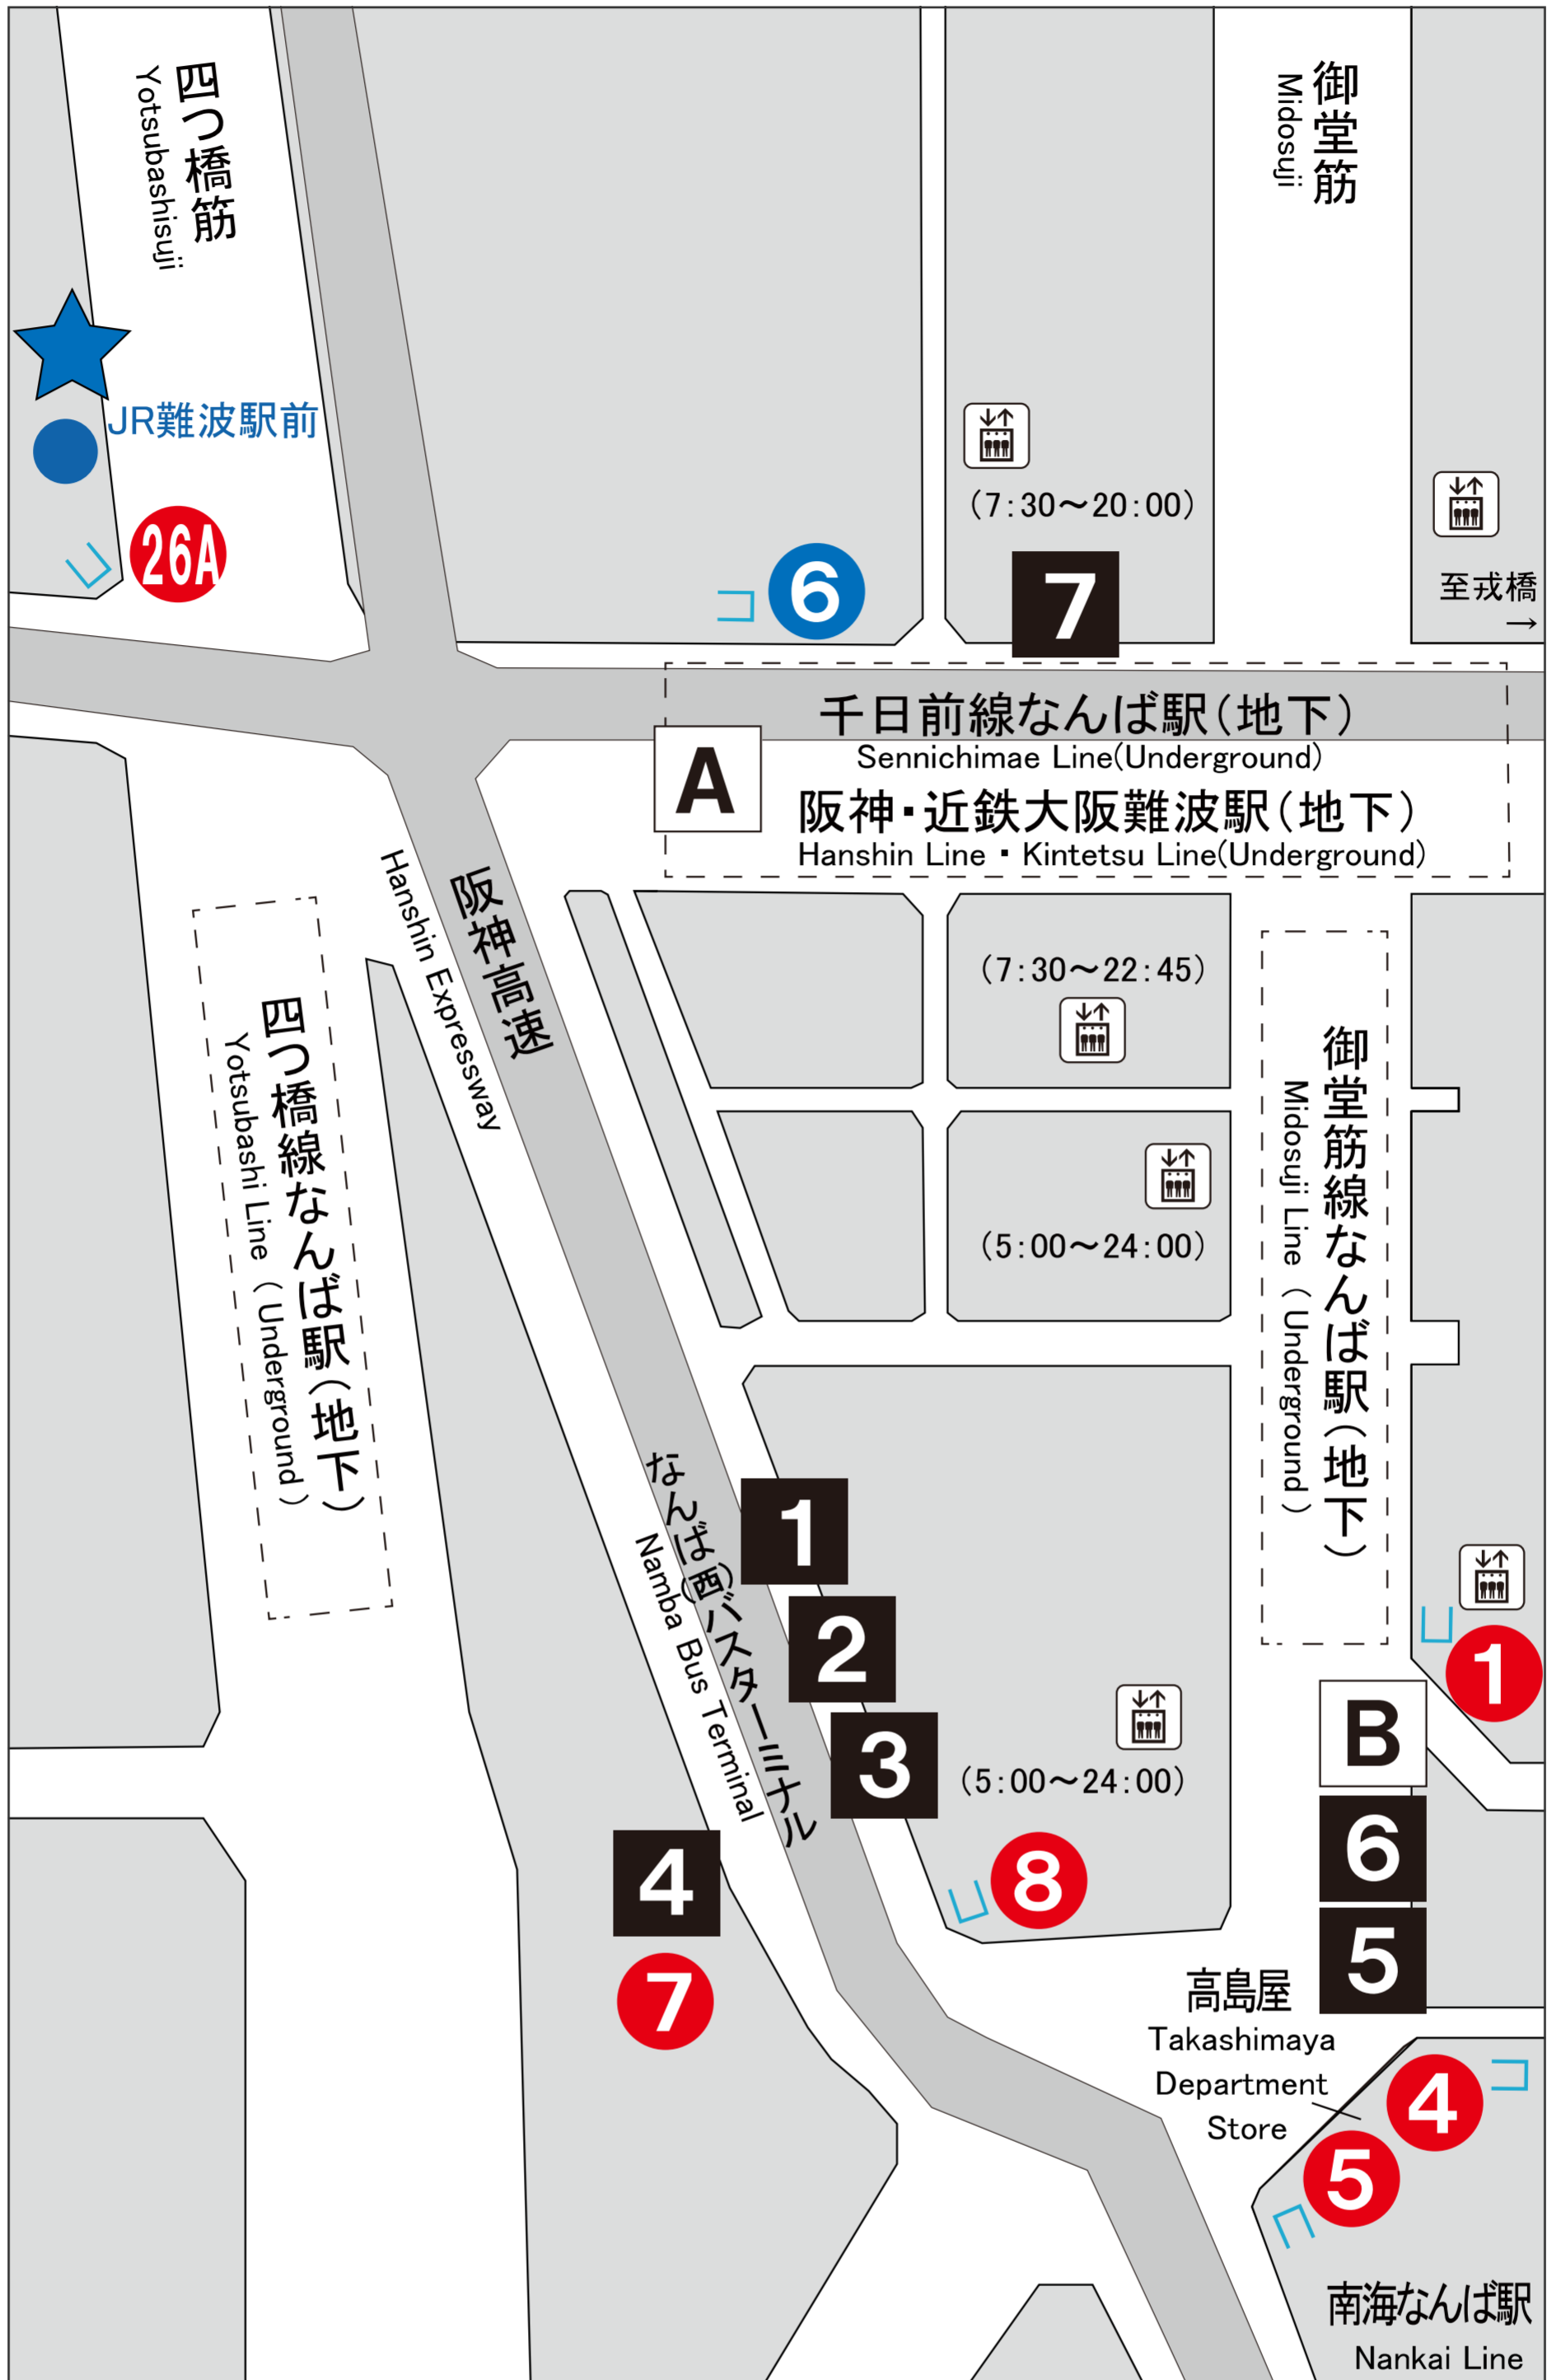 四つ橋筋
Yotsubashisuji
御堂筋
Midosuji
JR難波駅前
26A
6
(7:30〜20:00)
7
至戎橋
→
千日前線なんば駅(地下)
Sennichimae Line(Underground)
A
阪神・近鉄大阪難波駅(地下)
Hanshin Line・Kintetsu Line(Underground)
阪神高速
Hanshin Expressway
四つ橋線なんば駅(地下)
Yotsubashi Line (Underground)
(7:30〜22:45)
(5:00〜24:00)
御堂筋線なんば駅(地下)
Midosuji Line (Underground)
なんば(西)バスターミナル
Namba Bus Terminal
1
2
3
(5:00〜24:00)
1
B
6
5
4
7
8
高島屋
Takashimaya
Department
Store
4
5
南海なんば駅
Nankai Line